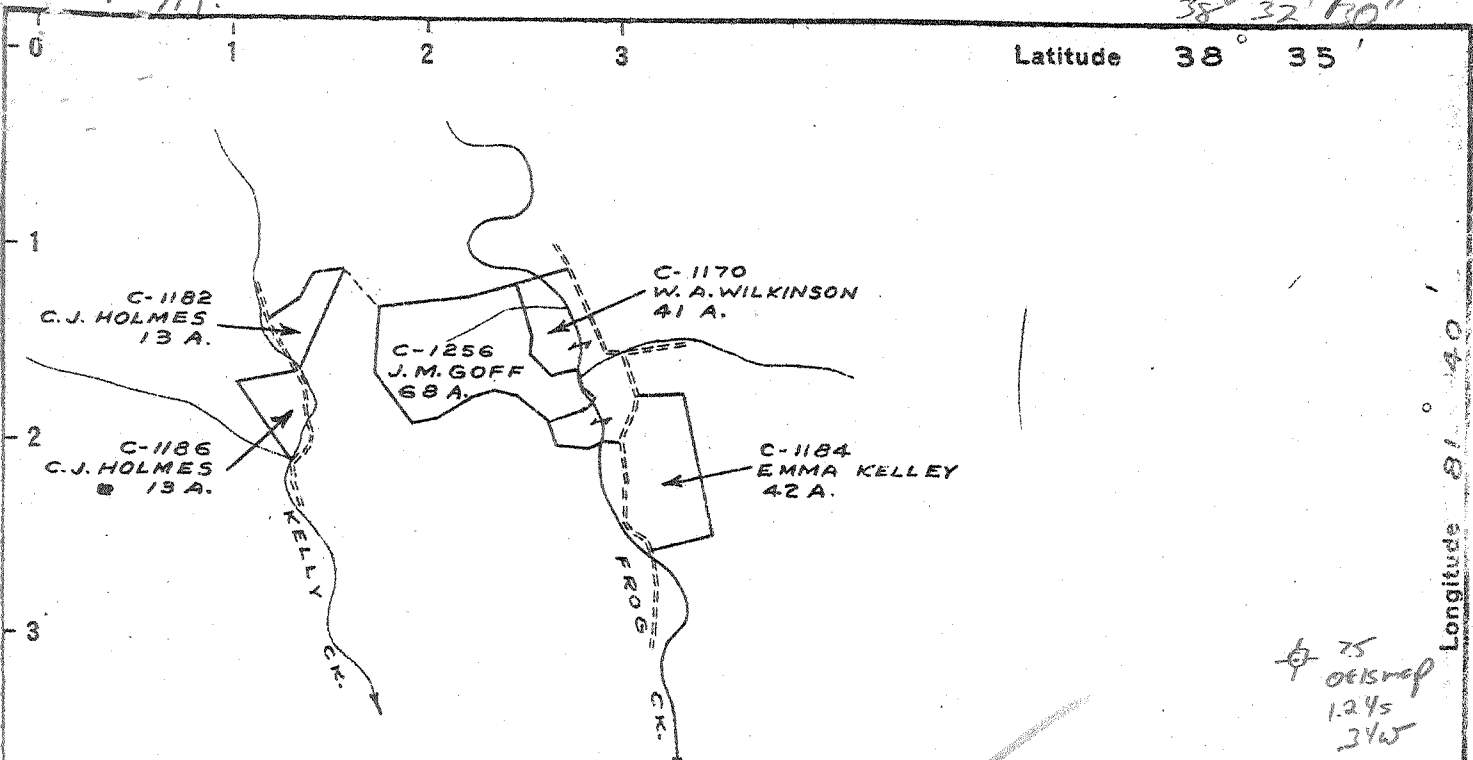 38° 32' 30"
0 1 2 3
Latitude 38° 35'
1
C-1170
W. A. WILKINSON
41 A.
C-1182
C. J. HOLMES
13 A.
C-1256
J. M. GOFF
68 A.
2
C-1186
C. J. HOLMES
13 A.
C-1184
EMMA KELLEY
42 A.
Longitude 81° 40
KELLY CK.
FROG CK.
3
7.5
1.24s
.34w